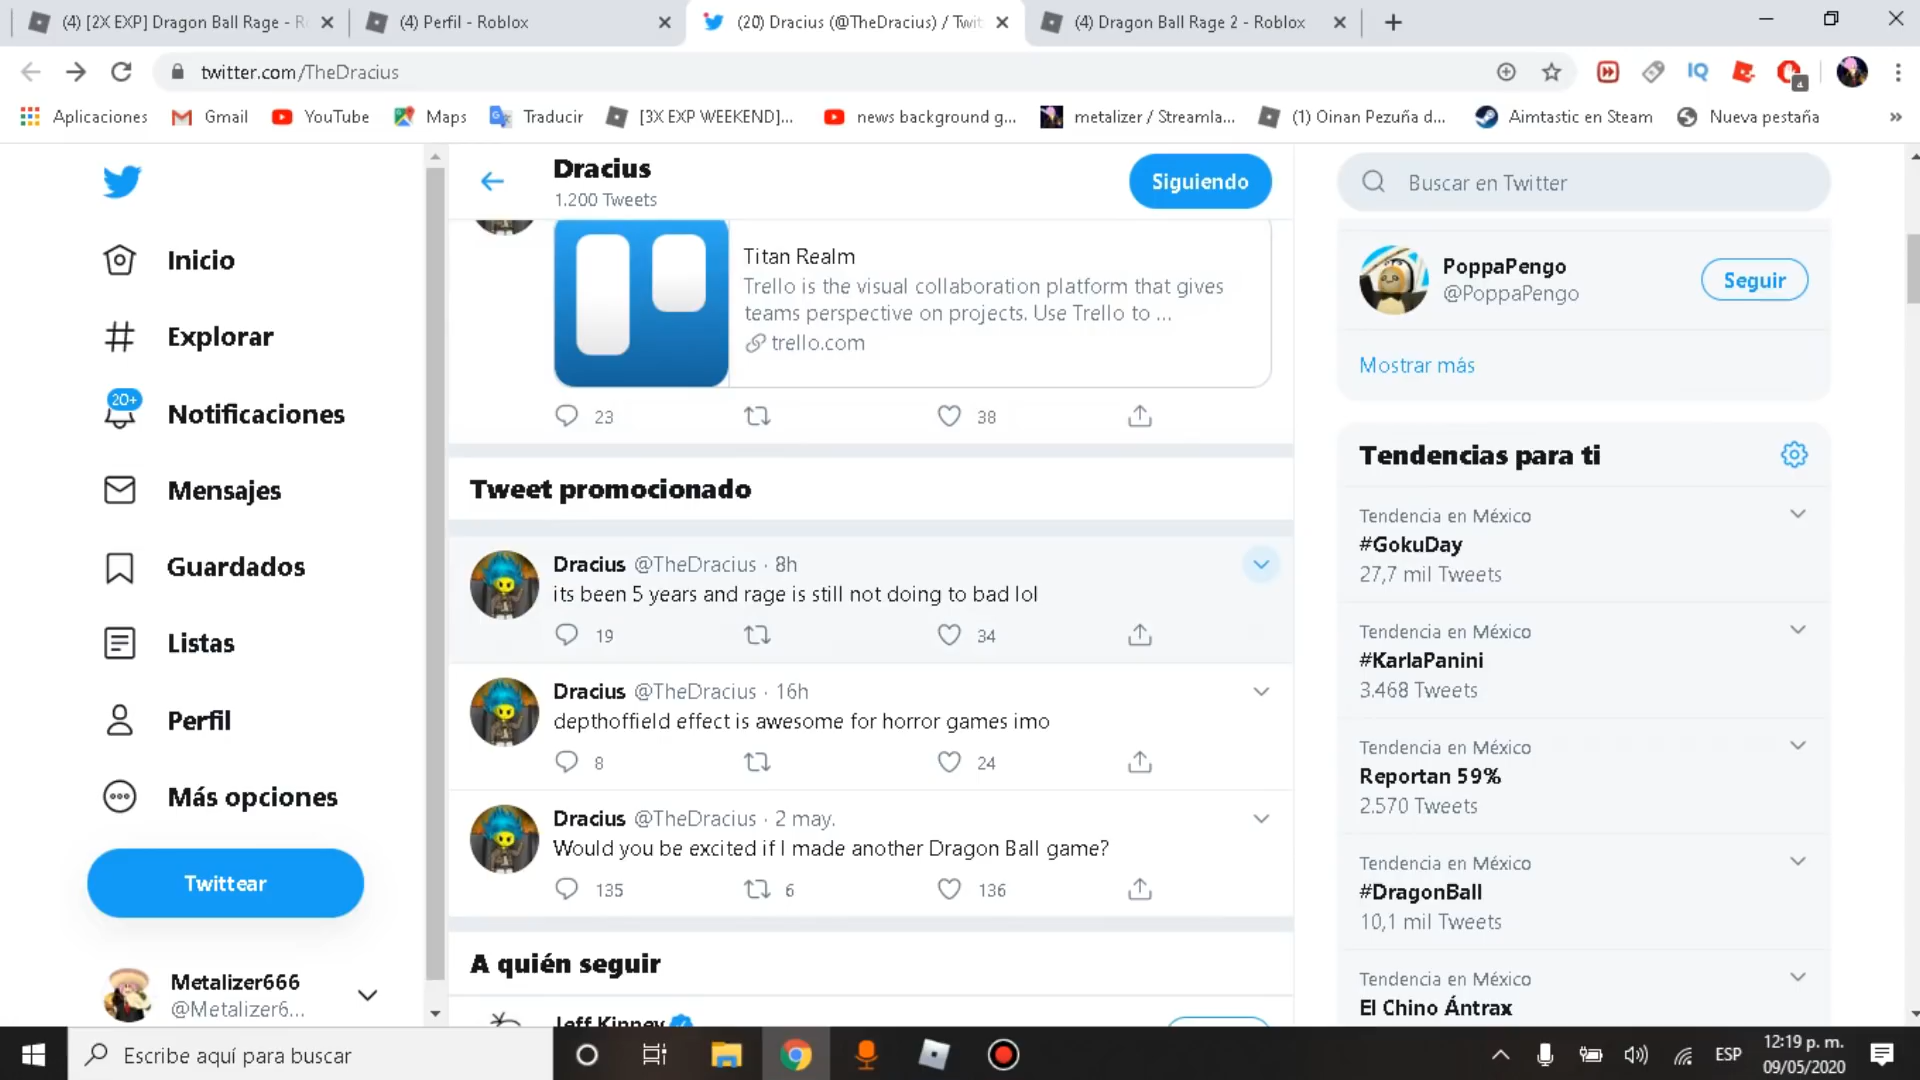 (4) [2X EXP] Dragon Ball Rage - R
(4) Perfil - Roblox
(20) Dracius (@TheDracius) / Twit
(4) Dragon Ball Rage 2 - Roblox
twitter.com/TheDracius
IQ
Aplicaciones
Gmail
YouTube
Maps
Traducir
[3X EXP WEEKEND]...
news background g...
metalizer / Streamla...
(1) Oinan Pezuña d...
Aimtastic en Steam
Nueva pestaña
»
Inicio
Explorar
20+
Notificaciones
Mensajes
Guardados
Listas
Perfil
Más opciones
Twittear
Metalizer666
@Metalizer6...
Dracius
1.200 Tweets
Siguiendo
Titan Realm
Trello is the visual collaboration platform that gives
teams perspective on projects. Use Trello to ...
trello.com
23
38
Tweet promocionado
Dracius @TheDracius · 8h
its been 5 years and rage is still not doing to bad lol
19
34
Dracius @TheDracius · 16h
depthoffield effect is awesome for horror games imo
8
24
Dracius @TheDracius · 2 may.
Would you be excited if I made another Dragon Ball game?
135
6
136
A quién seguir
Jeff Kinney
Buscar en Twitter
PoppaPengo
@PoppaPengo
Seguir
Mostrar más
Tendencias para ti
Tendencia en México
#GokuDay
27,7 mil Tweets
Tendencia en México
#KarlaPanini
3.468 Tweets
Tendencia en México
Reportan 59%
2.570 Tweets
Tendencia en México
#DragonBall
10,1 mil Tweets
Tendencia en México
El Chino Ántrax
Escribe aquí para buscar
ESP
12:19 p. m.
09/05/2020